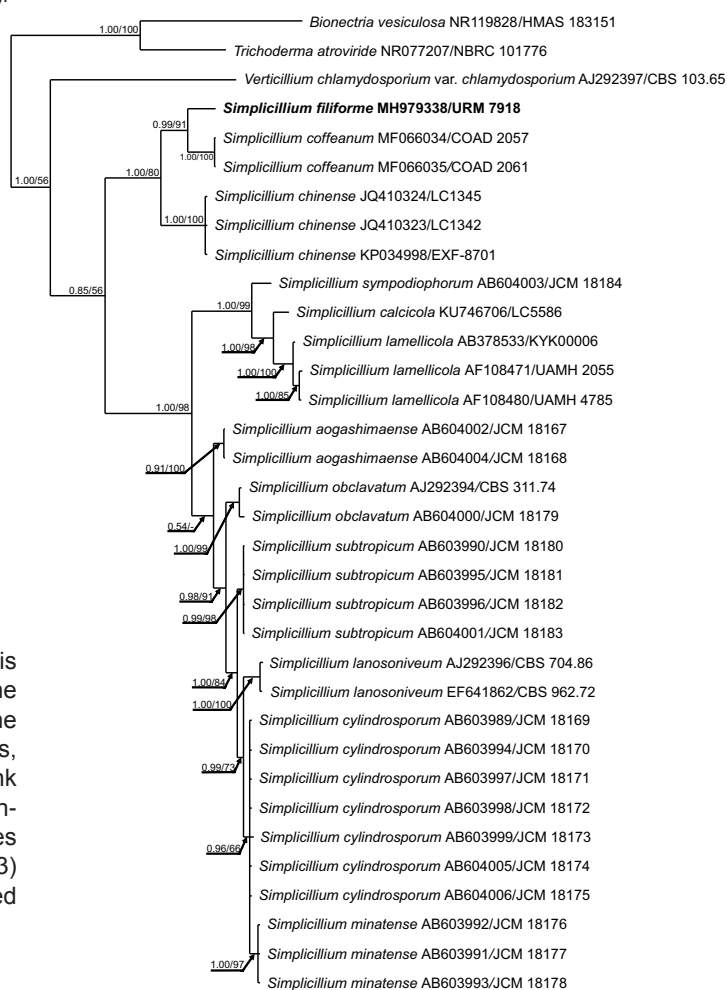 Bionectria vesiculosa NR119828/HMAS 183151
1.00/100
Trichoderma atroviride NR077207/NBRC 101776
Verticillium chlamydosporium var. chlamydosporium AJ292397/CBS 103.65
Simplicillium filiforme MH979338/URM 7918
0.99/91
Simplicillium coffeanum MF066034/COAD 2057
1.00/100
Simplicillium coffeanum MF066035/COAD 2061
1.00/80
1.00/56
Simplicillium chinense JQ410324/LC1345
1.00/100
Simplicillium chinense JQ410323/LC1342
Simplicillium chinense KP034998/EXF-8701
Simplicillium sympodiophorum AB604003/JCM 18184
0.85/56
1.00/99
Simplicillium calcicola KU746706/LC5586
Simplicillium lamellicola AB378533/KYK00006
1.00/98
Simplicillium lamellicola AF108471/UAMH 2055
1.00/100
1.00/85
Simplicillium lamellicola AF108480/UAMH 4785
1.00/98
Simplicillium aogashimaense AB604002/JCM 18167
Simplicillium aogashimaense AB604004/JCM 18168
0.91/100
Simplicillium obclavatum AJ292394/CBS 311.74
Simplicillium obclavatum AB604000/JCM 18179
0.54/-
Simplicillium subtropicum AB603990/JCM 18180
1.00/99
Simplicillium subtropicum AB603995/JCM 18181
0.98/91
Simplicillium subtropicum AB603996/JCM 18182
0.99/98
Simplicillium subtropicum AB604001/JCM 18183
Simplicillium lanosoniveum AJ292396/CBS 704.86
1.00/84
Simplicillium lanosoniveum EF641862/CBS 962.72
1.00/100
Simplicillium cylindrosporum AB603989/JCM 18169
Simplicillium cylindrosporum AB603994/JCM 18170
0.99/73
Simplicillium cylindrosporum AB603997/JCM 18171
Simplicillium cylindrosporum AB603998/JCM 18172
Simplicillium cylindrosporum AB603999/JCM 18173
0.96/66
Simplicillium cylindrosporum AB604005/JCM 18174
Simplicillium cylindrosporum AB604006/JCM 18175
Simplicillium minatense AB603992/JCM 18176
Simplicillium minatense AB603991/JCM 18177
1.00/97
Simplicillium minatense AB603993/JCM 18178
is
ne
ne
s,
nk
n-
es
3)
ed